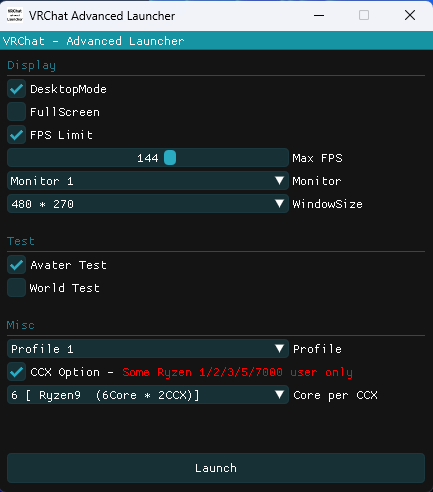 VRChat Advanced Launcher
VRChat - Advanced Launcher
Display
DesktopMode
FullScreen
FPS Limit
144 Max FPS
Monitor 1 Monitor
480 * 270 WindowSize
Test
Avater Test
World Test
Misc
Profile 1 Profile
CCX Option - Some Ryzen 1/2/3/5/7000 user only
6 [ Ryzen9  (6Core * 2CCX)] Core per CCX
Launch